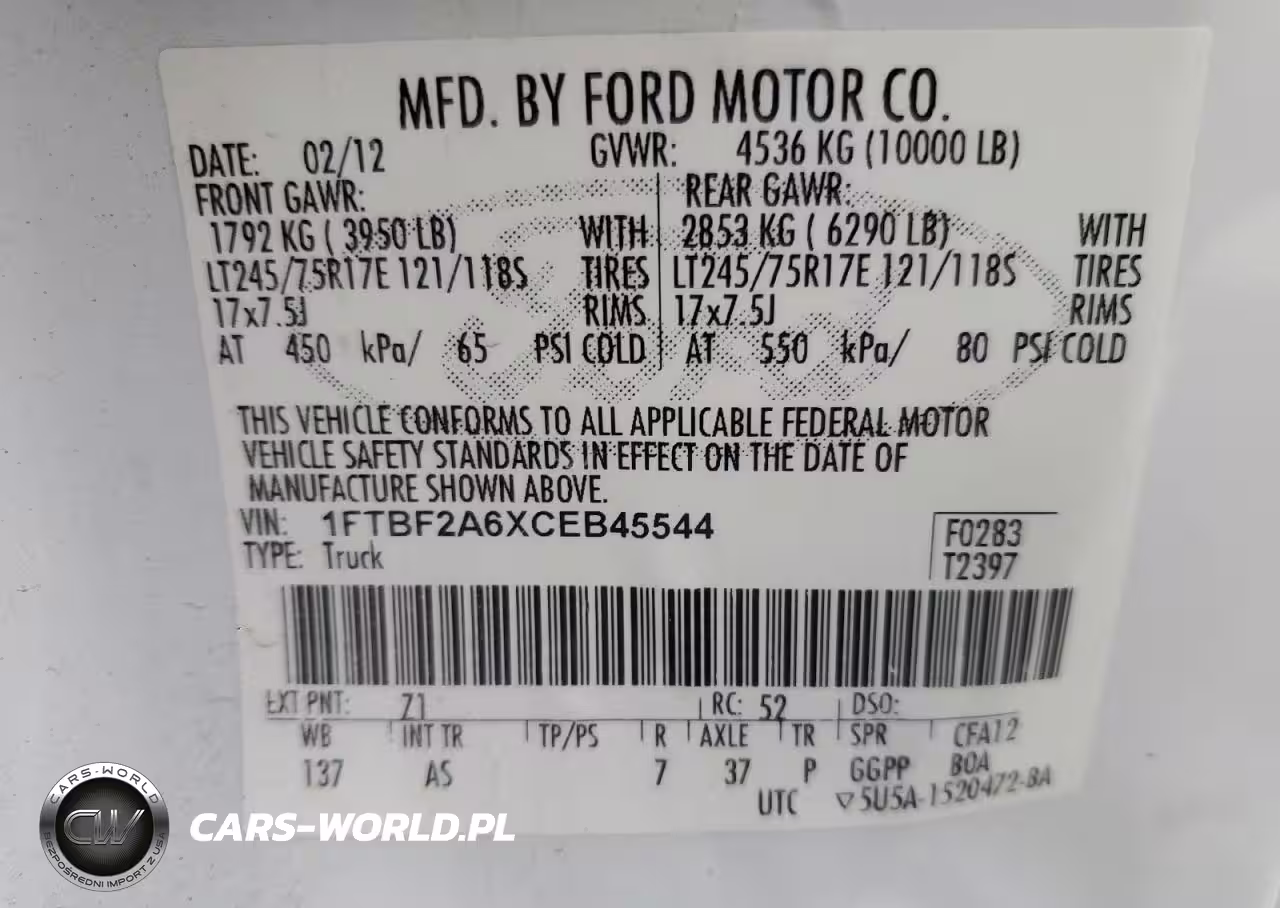 MFD. BY FORD MOTOR CO.
DATE: 02/12 GVWR: 4536 KG (10000 LB)
FRONT GAWR: REAR GAWR:
1792 KG ( 3950 LB) WITH 2853 KG ( 6290 LB) WITH
LT245/75R17E 121/118S TIRES LT245/75R17E 121/118S TIRES
17x7.5J RIMS 17x7.5J RIMS
AT 450 kPa/ 65 PSI COLD AT 550 kPa/ 80 PSI COLD
THIS VEHICLE CONFORMS TO ALL APPLICABLE FEDERAL MOTOR
VEHICLE SAFETY STANDARDS IN EFFECT ON THE DATE OF
MANUFACTURE SHOWN ABOVE.
VIN: 1FTBF2A6XCEB45544 F0283
TYPE: Truck T2397
EXT PNT: Z1 RC: 52 DSO:
WB INT TR TP/PS R AXLE TR SPR CFA12
137 AS 7 37 P GGPP BOA
UTC ▽5U5A-1520472-BA
CARS-WORLD
CW
BEZPOŚREDNI IMPORT Z USA
CARS-WORLD.PL